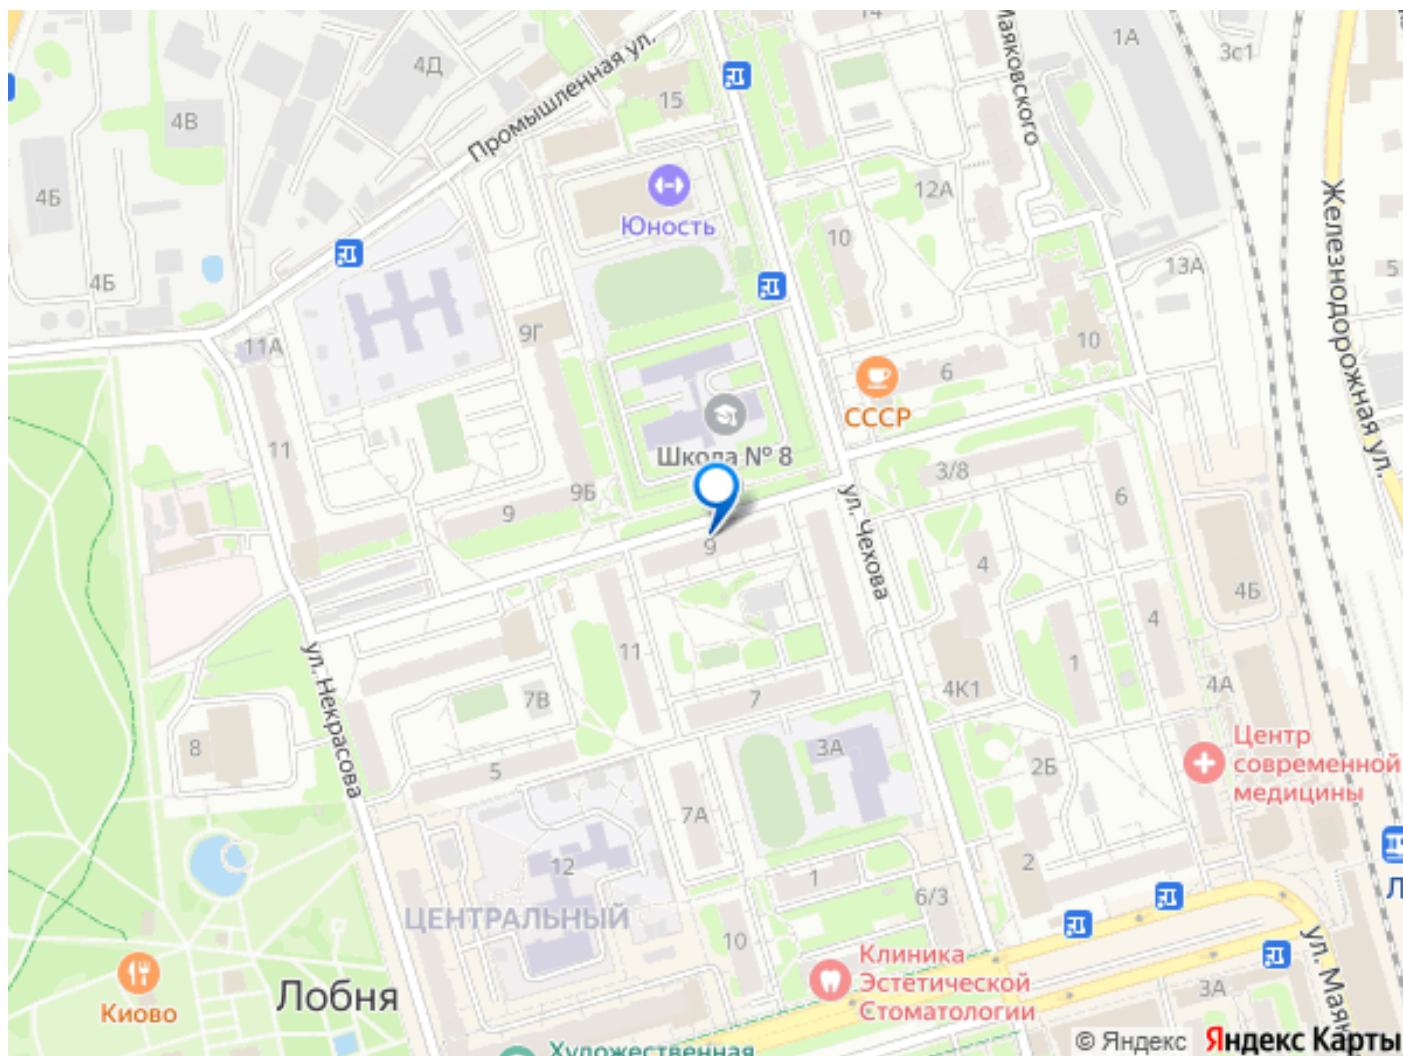 14
1А
3с1
4Д
Промышленная ул.
15
Маяковского
4В
4Б
12А
Юность
10
Железнодорожная ул.
4Б
13А
5
9Г
11А
10
6
СССР
11
Школа № 8
3/8
9Б
9
6
ул. Чехова
9
4
4Б
4
11
1
ул. Некрасова
7В
7
4К1
4А
8
3А
Центр
современной
медицины
5
2Б
7А
12
1
2
6/3
ЦЕНТРАЛЬНЫЙ
10
ул. Маяк
Клиника
Эстетической
Стоматологии
Киово
Лобня
3А
Художественная
© Яндекс Яндекс Карты